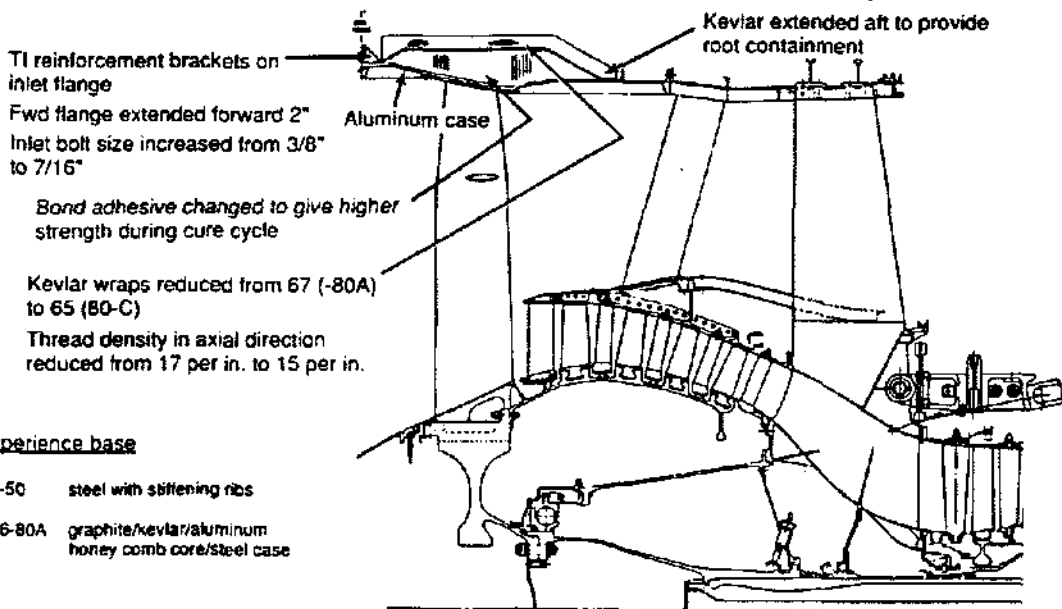 Kevlar extended aft to provide
root containment
TI reinforcement brackets on
inlet flange
Fwd flange extended forward 2"
Inlet bolt size increased from 3/8"
to 7/16"
Aluminum case
Bond adhesive changed to give higher
strength during cure cycle
Kevlar wraps reduced from 67 (-80A)
to 65 (80-C)
Thread density in axial direction
reduced from 17 per in. to 15 per in.
perience base
-50 steel with stiffening ribs
6-80A graphite/kevlar/aluminum
honey comb core/steel case